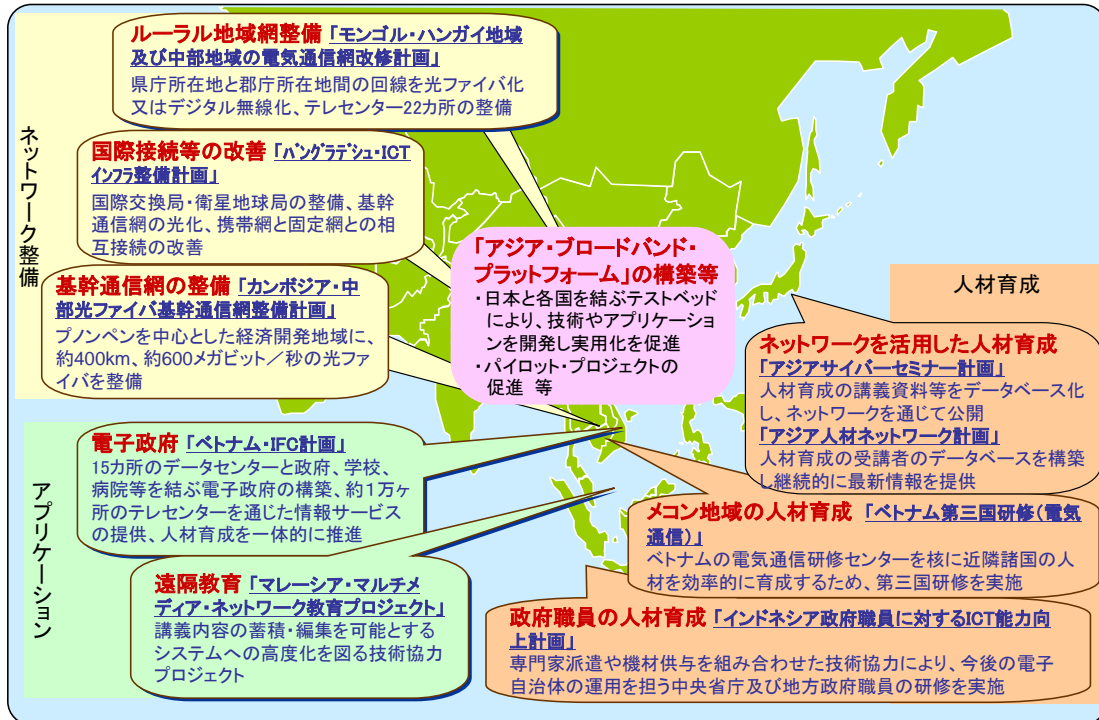 ネットワーク整備
ルーラル地域網整備「モンゴル・ハンガイ地域
及び中部地域の電気通信網改修計画」
県庁所在地と郡庁所在地間の回線を光ファイバ化
又はデジタル無線化、テレセンター22カ所の整備
国際接続等の改善「バングラデシュ・ICT
インフラ整備計画」
国際交換局・衛星地球局の整備、基幹
通信網の光化、携帯網と固定網との相
互接続の改善
基幹通信網の整備「カンボジア・中
部光ファイバ基幹通信網整備計画」
プノンペンを中心とした経済開発地域に、
約400km、約600メガビット／秒の光ファ
イバを整備
「アジア・ブロードバンド・
プラットフォーム」の構築等
・日本と各国を結ぶテストベッド
により、技術やアプリケーショ
ンを開発し実用化を促進
・パイロット・プロジェクトの
促進 等
アプリケーション
電子政府「ベトナム・IFC計画」
15カ所のデータセンターと政府、学校、
病院等を結ぶ電子政府の構築、約１万ヶ
所のテレセンターを通じた情報サービス
の提供、人材育成を一体的に推進
遠隔教育「マレーシア・マルチメ
ディア・ネットワーク教育プロジェクト」
講義内容の蓄積・編集を可能とする
システムへの高度化を図る技術協力
プロジェクト
人材育成
ネットワークを活用した人材育成
「アジアサイバーセミナー計画」
人材育成の講義資料等をデータベース化
し、ネットワークを通じて公開
「アジア人材ネットワーク計画」
人材育成の受講者のデータベースを構築
し継続的に最新情報を提供
メコン地域の人材育成「ベトナム第三国研修（電気
通信）」
ベトナムの電気通信研修センターを核に近隣諸国の人
材を効率的に育成するため、第三国研修を実施
政府職員の人材育成「インドネシア政府職員に対するICT能力向
上計画」
専門家派遣や機材供与を組み合わせた技術協力により、今後の電子
自治体の運用を担う中央省庁及び地方政府職員の研修を実施